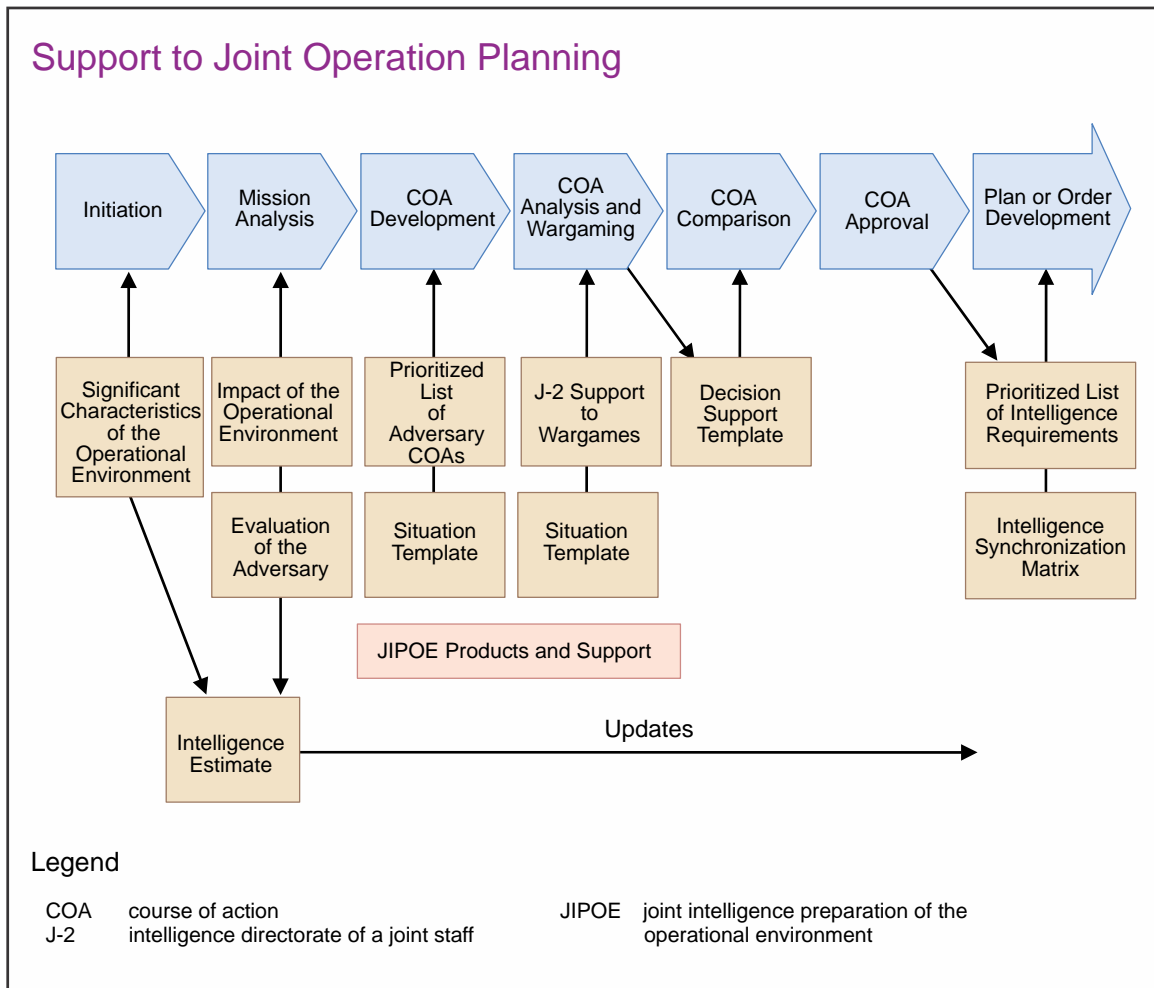 Support to Joint Operation Planning
Initiation
Mission
Analysis
COA
Development
COA
Analysis and
Wargaming
COA
Comparison
COA
Approval
Plan or Order
Development
Significant
Characteristics
of the
Operational
Environment
Impact of the
Operational
Environment
Prioritized
List
of
Adversary
COAs
J-2 Support
to
Wargames
Decision
Support
Template
Prioritized List
of Intelligence
Requirements
Evaluation
of the
Adversary
Situation
Template
Situation
Template
Intelligence
Synchronization
Matrix
JIPOE Products and Support
Intelligence
Estimate
Updates
Legend
COA course of action
J-2 intelligence directorate of a joint staff
JIPOE joint intelligence preparation of the
operational environment